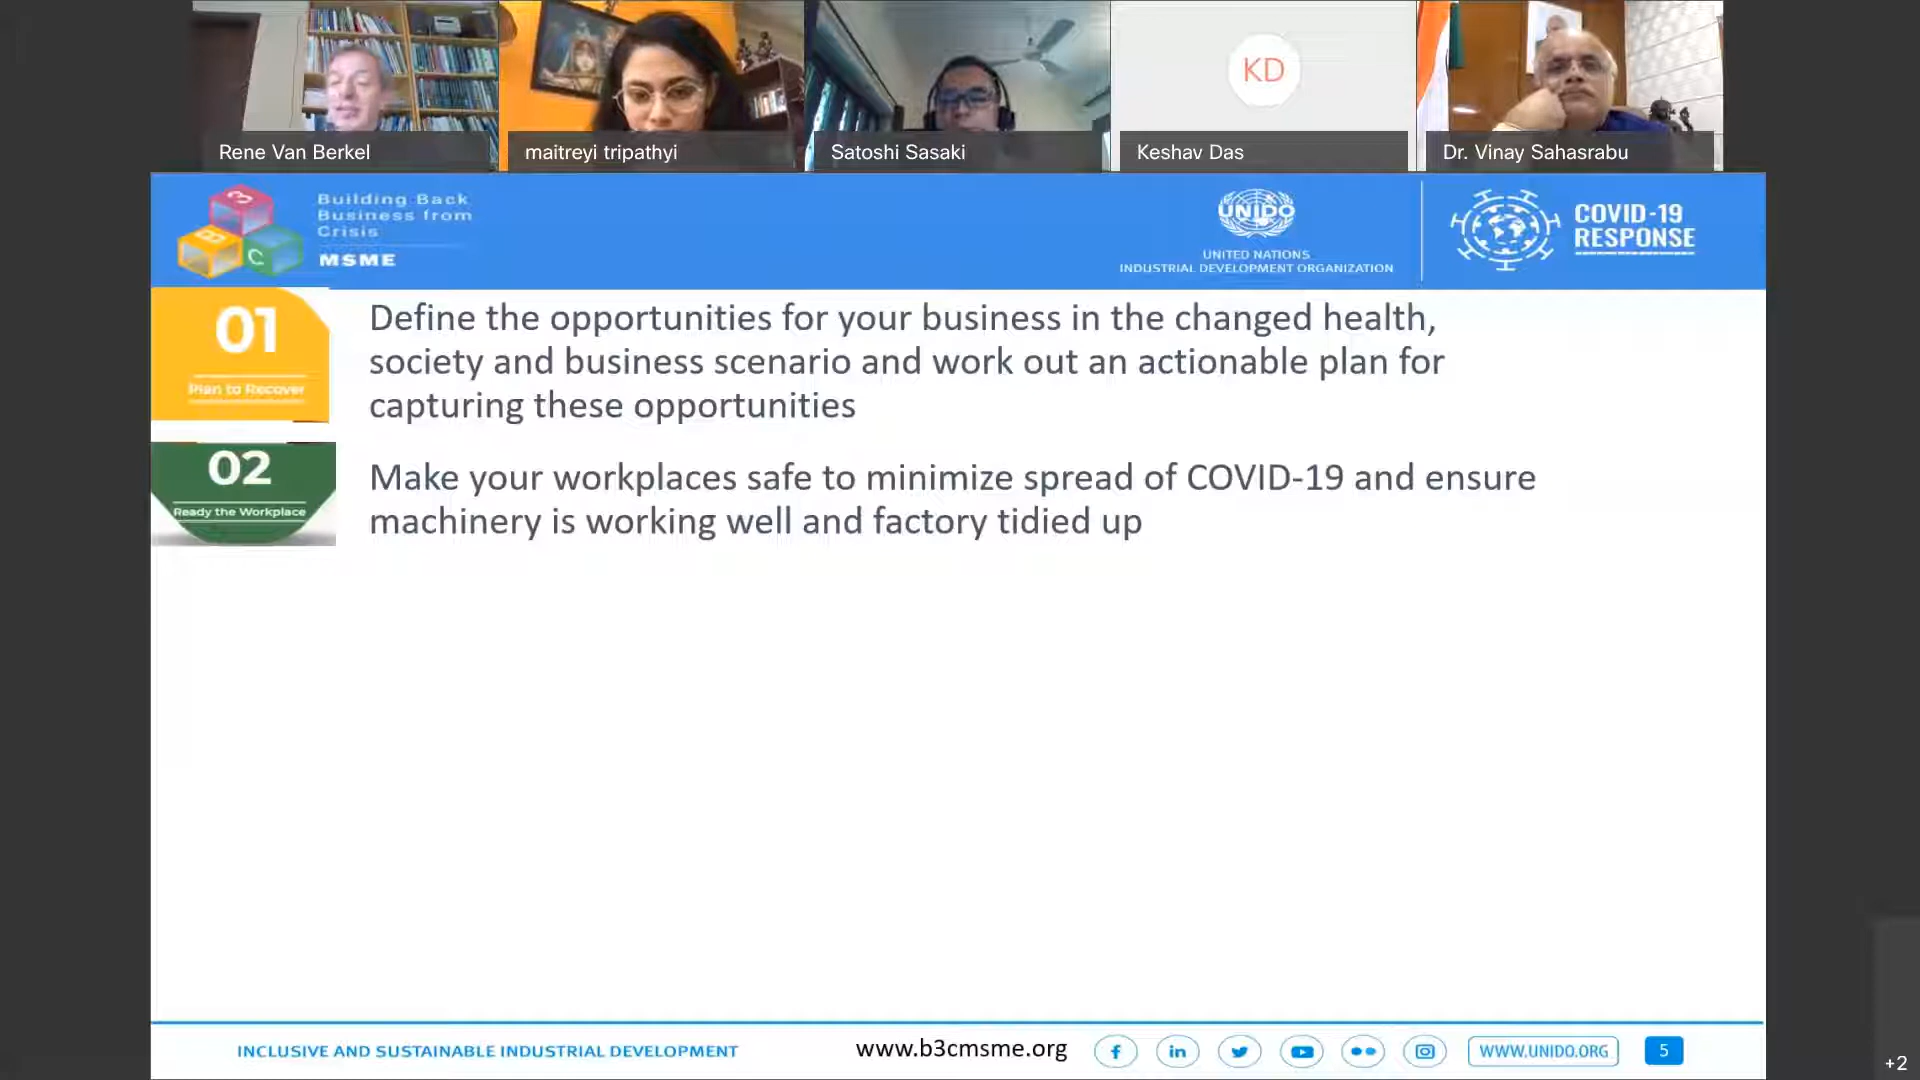 Rene Van Berkel
maitreyi tripathyi
Satoshi Sasaki
KD
Keshav Das
Dr. Vinay Sahasrabu
3
B
C
Building Back
Business from
Crisis
MSME
UNIDO
UNITED NATIONS
INDUSTRIAL DEVELOPMENT ORGANIZATION
COVID-19
RESPONSE
01
Plan to Recover
Define the opportunities for your business in the changed health,
society and business scenario and work out an actionable plan for
capturing these opportunities
02
Ready the Workplace
Make your workplaces safe to minimize spread of COVID-19 and ensure
machinery is working well and factory tidied up
INCLUSIVE AND SUSTAINABLE INDUSTRIAL DEVELOPMENT
www.b3cmsme.org
f
in
WWW.UNIDO.ORG
5
+2